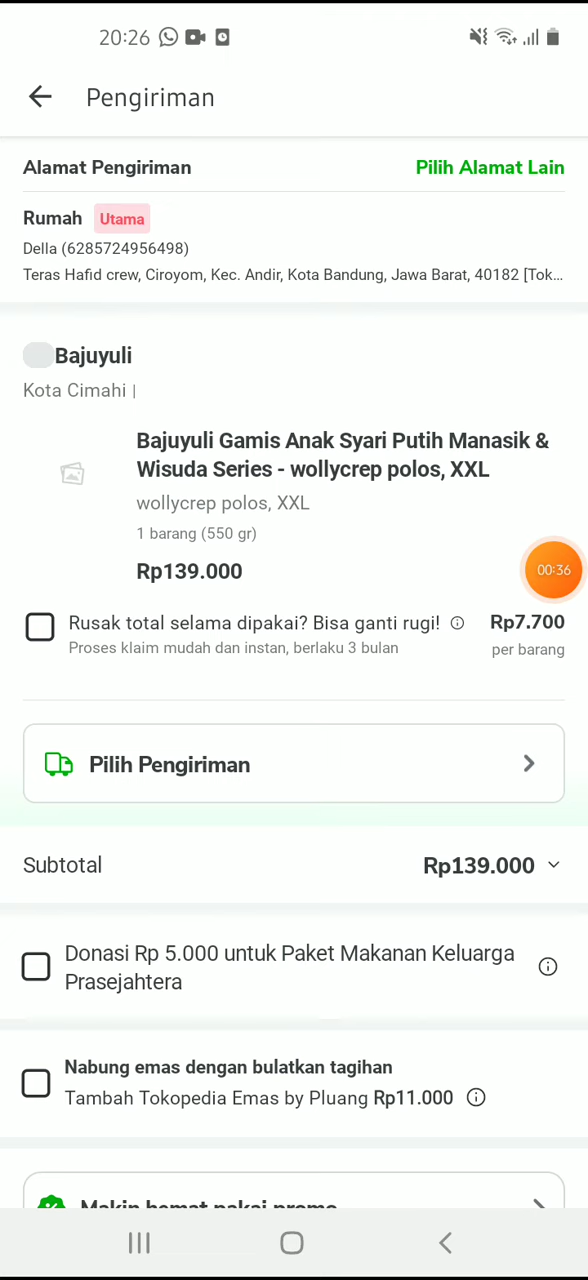 20:26
Pengiriman
Alamat Pengiriman
Pilih Alamat Lain
Rumah Utama
Della (6285724956498)
Teras Hafid crew, Ciroyom, Kec. Andir, Kota Bandung, Jawa Barat, 40182 [Tok...
Bajuyuli
Kota Cimahi |
Bajuyuli Gamis Anak Syari Putih Manasik &
Wisuda Series - wollycrep polos, XXL
wollycrep polos, XXL
1 barang (550 gr)
Rp139.000
00:36
Rusak total selama dipakai? Bisa ganti rugi! Rp7.700
Proses klaim mudah dan instan, berlaku 3 bulan per barang
Pilih Pengiriman
Subtotal Rp139.000
Donasi Rp 5.000 untuk Paket Makanan Keluarga
Prasejahtera
Nabung emas dengan bulatkan tagihan
Tambah Tokopedia Emas by Pluang Rp11.000
Makin hemat pakai promo